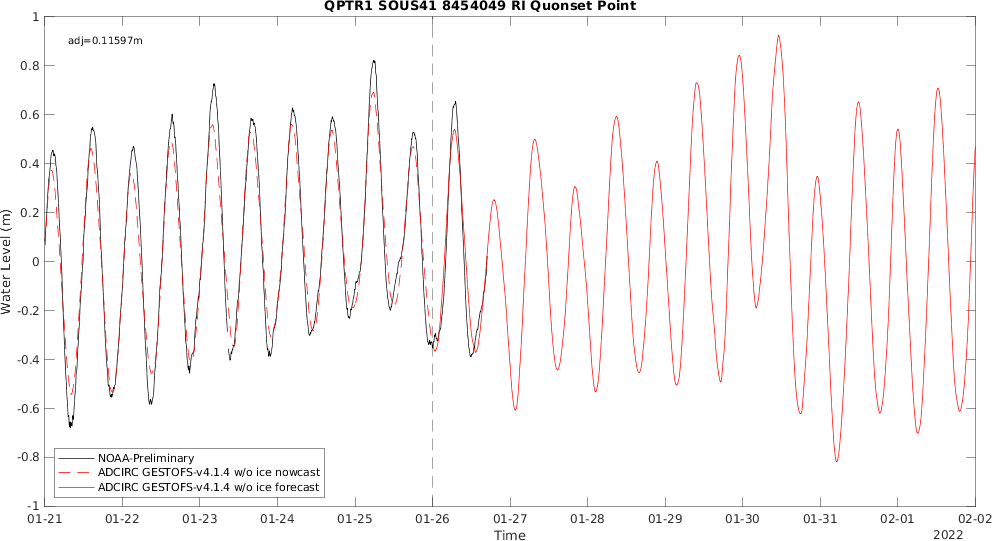 QPTR1 SOUS41 8454049 RI Quonset Point
adj=0.11597m
1
0.8
0.6
0.4
0.2
0
-0.2
-0.4
-0.6
-0.8
-1
Water Level (m)
NOAA-Preliminary
ADCIRC GESTOFS-v4.1.4 w/o ice nowcast
ADCIRC GESTOFS-v4.1.4 w/o ice forecast
01-21 01-22 01-23 01-24 01-25 01-26 01-27 01-28 01-29 01-30 01-31 02-01 02-02
Time
2022